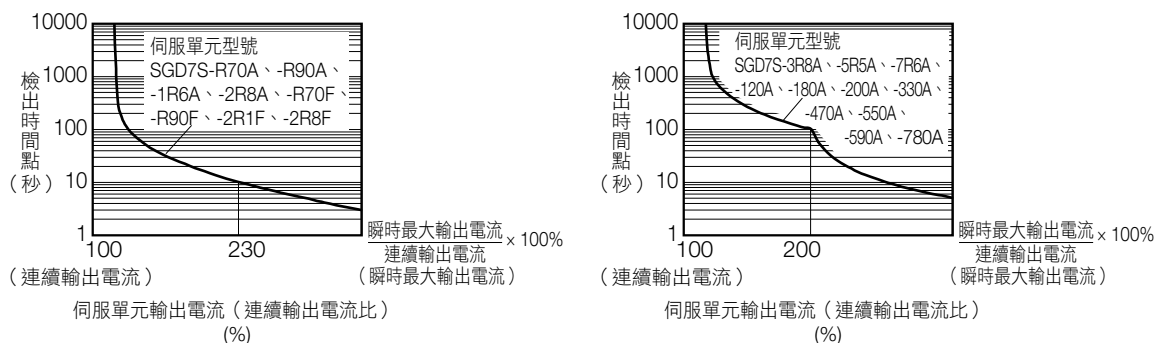 10000
1000
100
10
1
檢出時間點
（秒）
伺服單元型號
SGD7S-R70A、-R90A、
-1R6A、-2R8A、-R70F、
-R90F、-2R1F、-2R8F
100
230
（連續輸出電流）
瞬時最大輸出電流
連續輸出電流
× 100%
（瞬時最大輸出電流）
伺服單元輸出電流（連續輸出電流比）
(%)
10000
1000
100
10
1
檢出時間點
（秒）
伺服單元型號
SGD7S-3R8A、-5R5A、-7R6A、
-120A、-180A、-200A、-330A、
-470A、-550A、
-590A、-780A
100
200
（連續輸出電流）
瞬時最大輸出電流
連續輸出電流
× 100%
（瞬時最大輸出電流）
伺服單元輸出電流（連續輸出電流比）
(%)